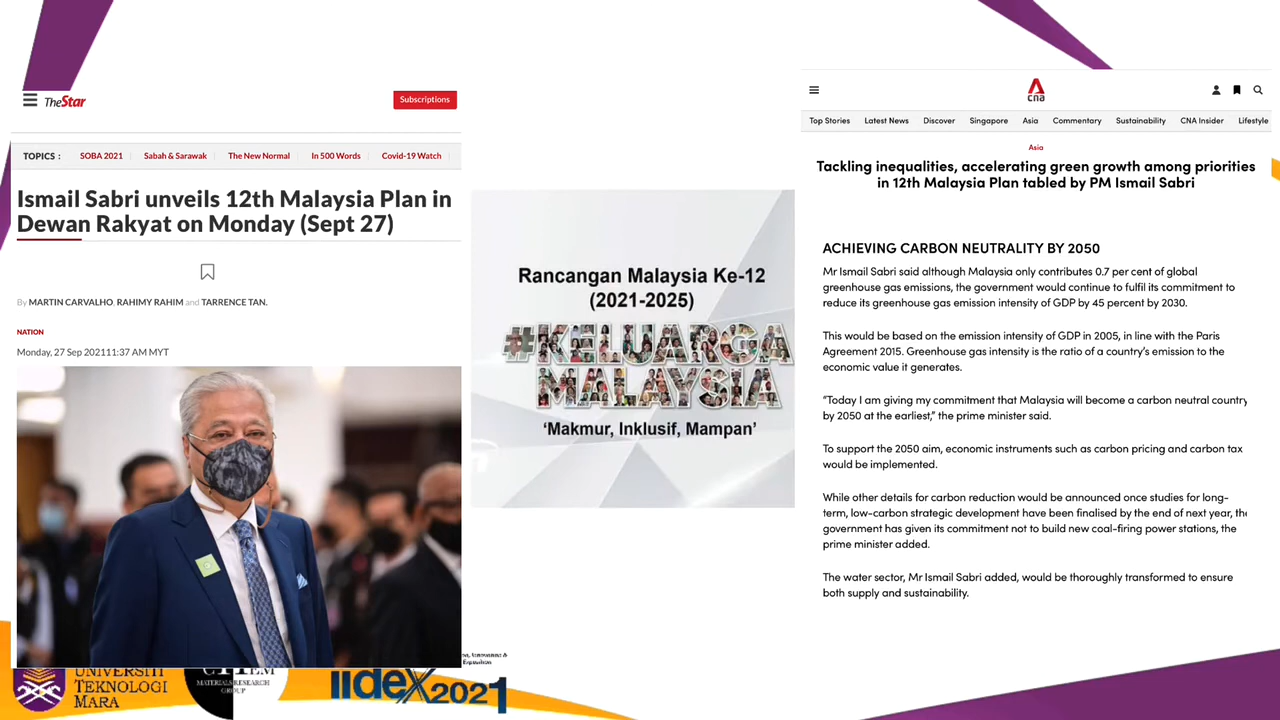 TheStar
Subscriptions
TOPICS :
SOBA 2021
Sabah & Sarawak
The New Normal
In 500 Words
Covid-19 Watch
Ismail Sabri unveils 12th Malaysia Plan in
Dewan Rakyat on Monday (Sept 27)
By MARTIN CARVALHO, RAHIMY RAHIM and TARRENCE TAN.
NATION
Monday, 27 Sep 202111:37 AM MYT
Rancangan Malaysia Ke-12
(2021-2025)
#KELUARGA
MALAYSIA
‘Makmur, Inklusif, Mampan’
cna
Top Stories
Latest News
Discover
Singapore
Asia
Commentary
Sustainability
CNA Insider
Lifestyle
Asia
Tackling inequalities, accelerating green growth among priorities
in 12th Malaysia Plan tabled by PM Ismail Sabri
ACHIEVING CARBON NEUTRALITY BY 2050
Mr Ismail Sabri said although Malaysia only contributes 0.7 per cent of global
greenhouse gas emissions, the government would continue to fulfil its commitment to
reduce its greenhouse gas emission intensity of GDP by 45 percent by 2030.
This would be based on the emission intensity of GDP in 2005, in line with the Paris
Agreement 2015. Greenhouse gas intensity is the ratio of a country’s emission to the
economic value it generates.
“Today I am giving my commitment that Malaysia will become a carbon neutral country
by 2050 at the earliest,” the prime minister said.
To support the 2050 aim, economic instruments such as carbon pricing and carbon tax
would be implemented.
While other details for carbon reduction would be announced once studies for long-
term, low-carbon strategic development have been finalised by the end of next year, the
government has given its commitment not to build new coal-firing power stations, the
prime minister added.
The water sector, Mr Ismail Sabri added, would be thoroughly transformed to ensure
both supply and sustainability.
UNIVERSITI
TEKNOLOGI
MARA
MATERIALS RESEARCH
GROUP
IIdeX2021